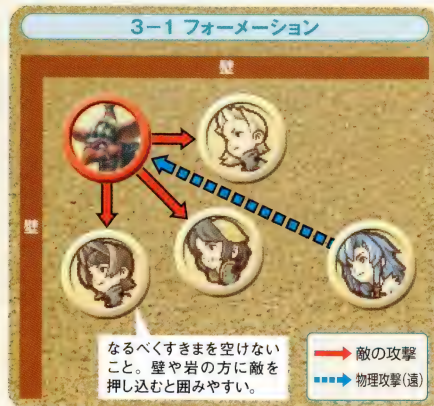 3-1 フォーメーション
壁
壁
なるべくすきまを空けない
こと。壁や岩の方に敵を
押し込むと囲みやすい。
敵の攻撃
物理攻撃(遠)